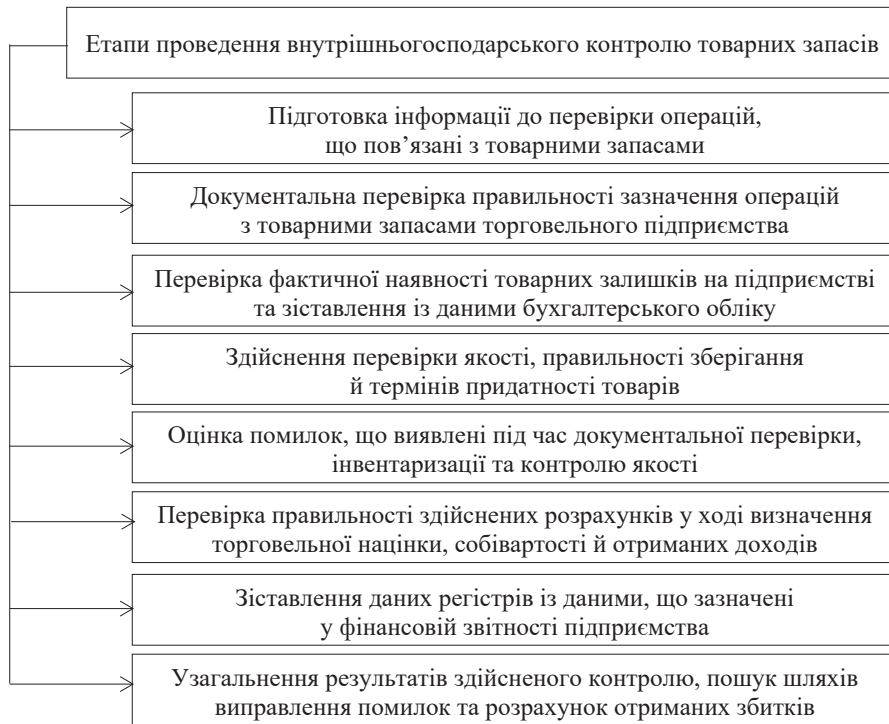 Етапи проведення внутрішньогосподарського контролю товарних запасів
Підготовка інформації до перевірки операцій,
що пов’язані з товарними запасами
Документальна перевірка правильності зазначення операцій
з товарними запасами торговельного підприємства
Перевірка фактичної наявності товарних залишків на підприємстві
та зіставлення із даними бухгалтерського обліку
Здійснення перевірки якості, правильності зберігання
й термінів придатності товарів
Оцінка помилок, що виявлені під час документальної перевірки,
інвентаризації та контролю якості
Перевірка правильності здійснених розрахунків у ході визначення
торговельної націнки, собівартості й отриманих доходів
Зіставлення даних регістрів із даними, що зазначені
у фінансовій звітності підприємства
Узагальнення результатів здійсненого контролю, пошук шляхів
виправлення помилок та розрахунок отриманих збитків